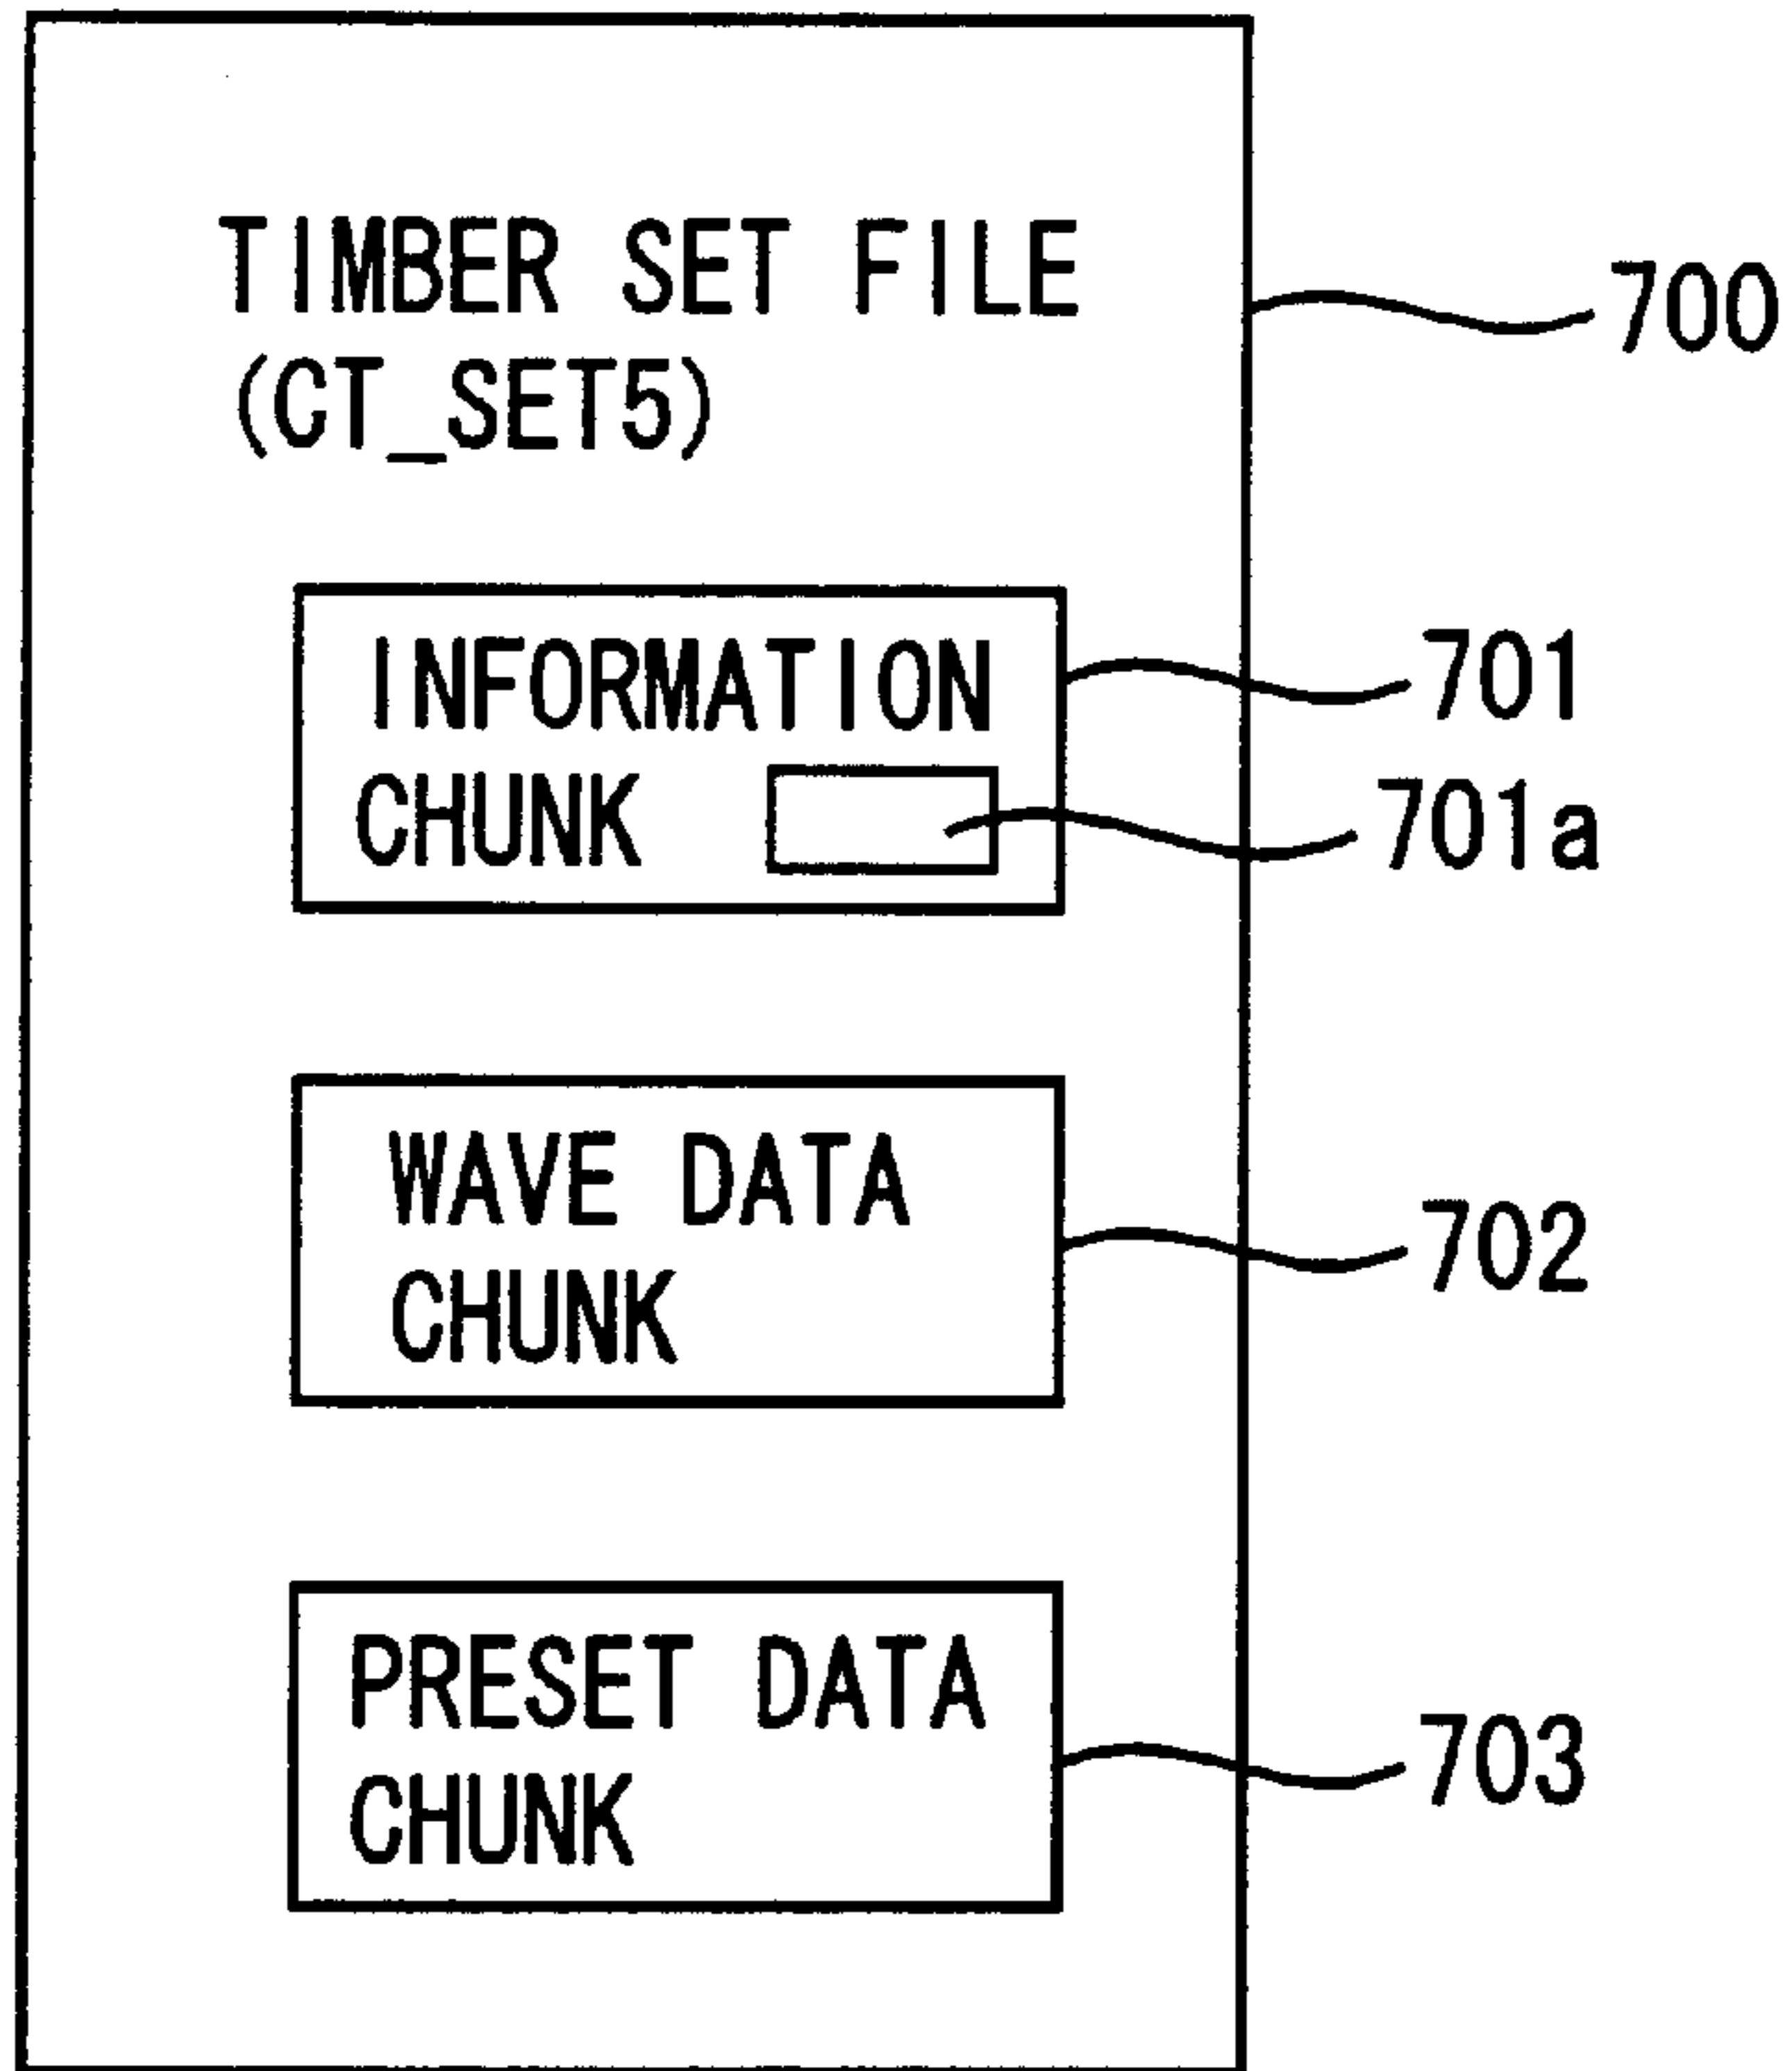 TIMBER SET FILE
(CT_SET5)
700
INFORMATION
CHUNK
701
701a
WAVE DATA
CHUNK
702
PRESET DATA
CHUNK
703